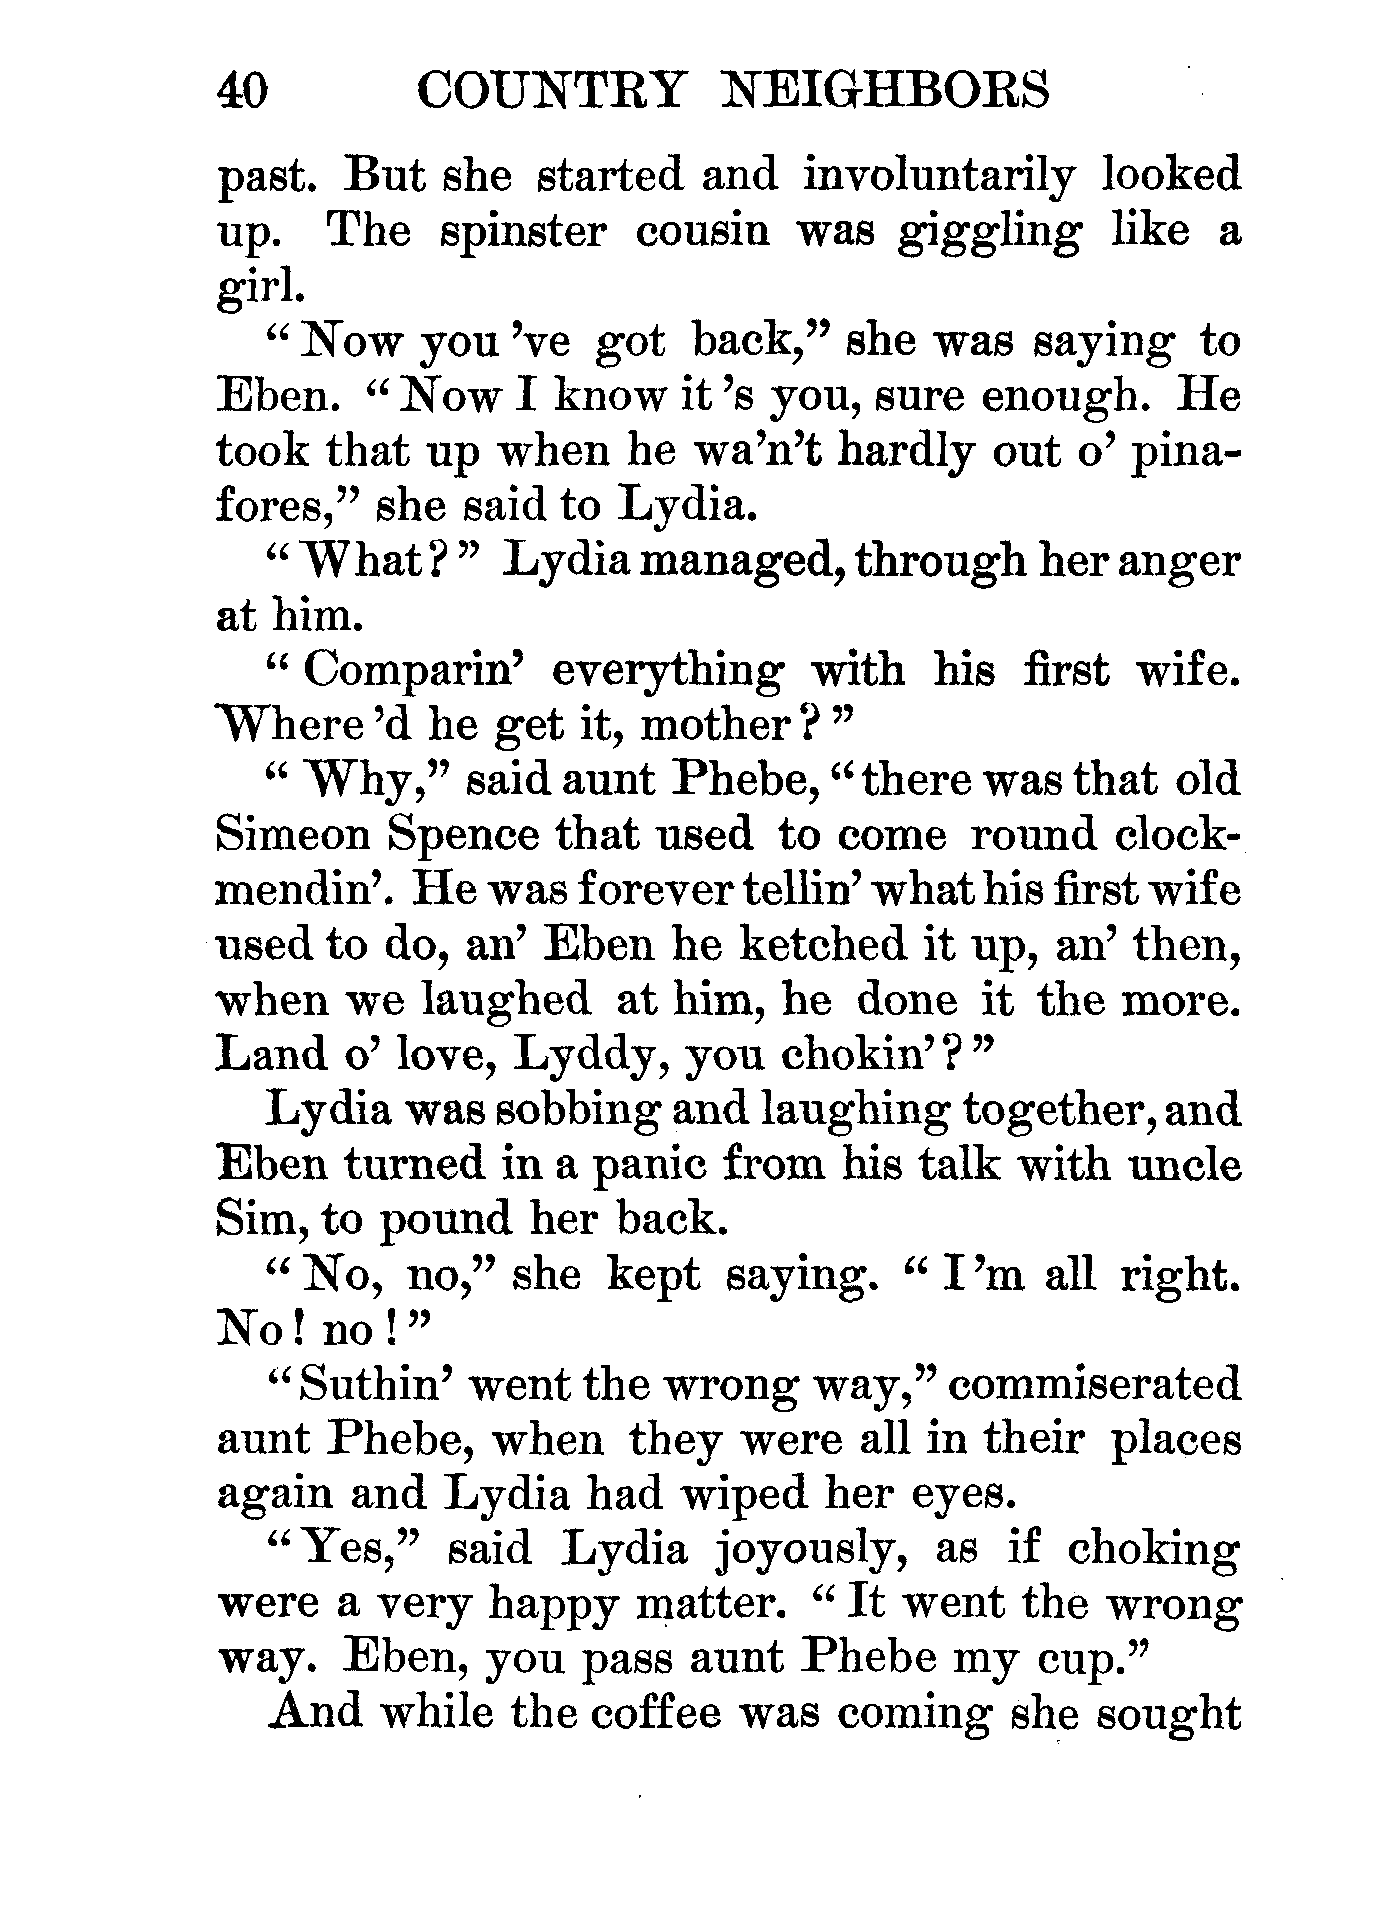 40 COUNTRY NEIGHBORS
past. But she started and involuntarily looked
up. The spinster cousin was giggling like a
girl.
“Now you’ve got back,” she was saying to
Eben. “Now I know it’s you, sure enough. He
took that up when he wa’n’t hardly out o’ pina-
fores,” she said to Lydia.
“What?” Lydia managed, through her anger
at him.
“Comparin’ everything with his first wife.
Where’d he get it, mother?”
“Why,” said aunt Phebe, “there was that old
Simeon Spence that used to come round clock-
mendin’. He was forever tellin’ what his first wife
used to do, an’ Eben he ketched it up, an’ then,
when we laughed at him, he done it the more.
Land o’ love, Lyddy, you chokin’?”
Lydia was sobbing and laughing together, and
Eben turned in a panic from his talk with uncle
Sim, to pound her back.
“No, no,” she kept saying. “I’m all right.
No! no!”
“Suthin’ went the wrong way,” commiserated
aunt Phebe, when they were all in their places
again and Lydia had wiped her eyes.
“Yes,” said Lydia joyously, as if choking
were a very happy matter. “It went the wrong
way. Eben, you pass aunt Phebe my cup.”
And while the coffee was coming she sought